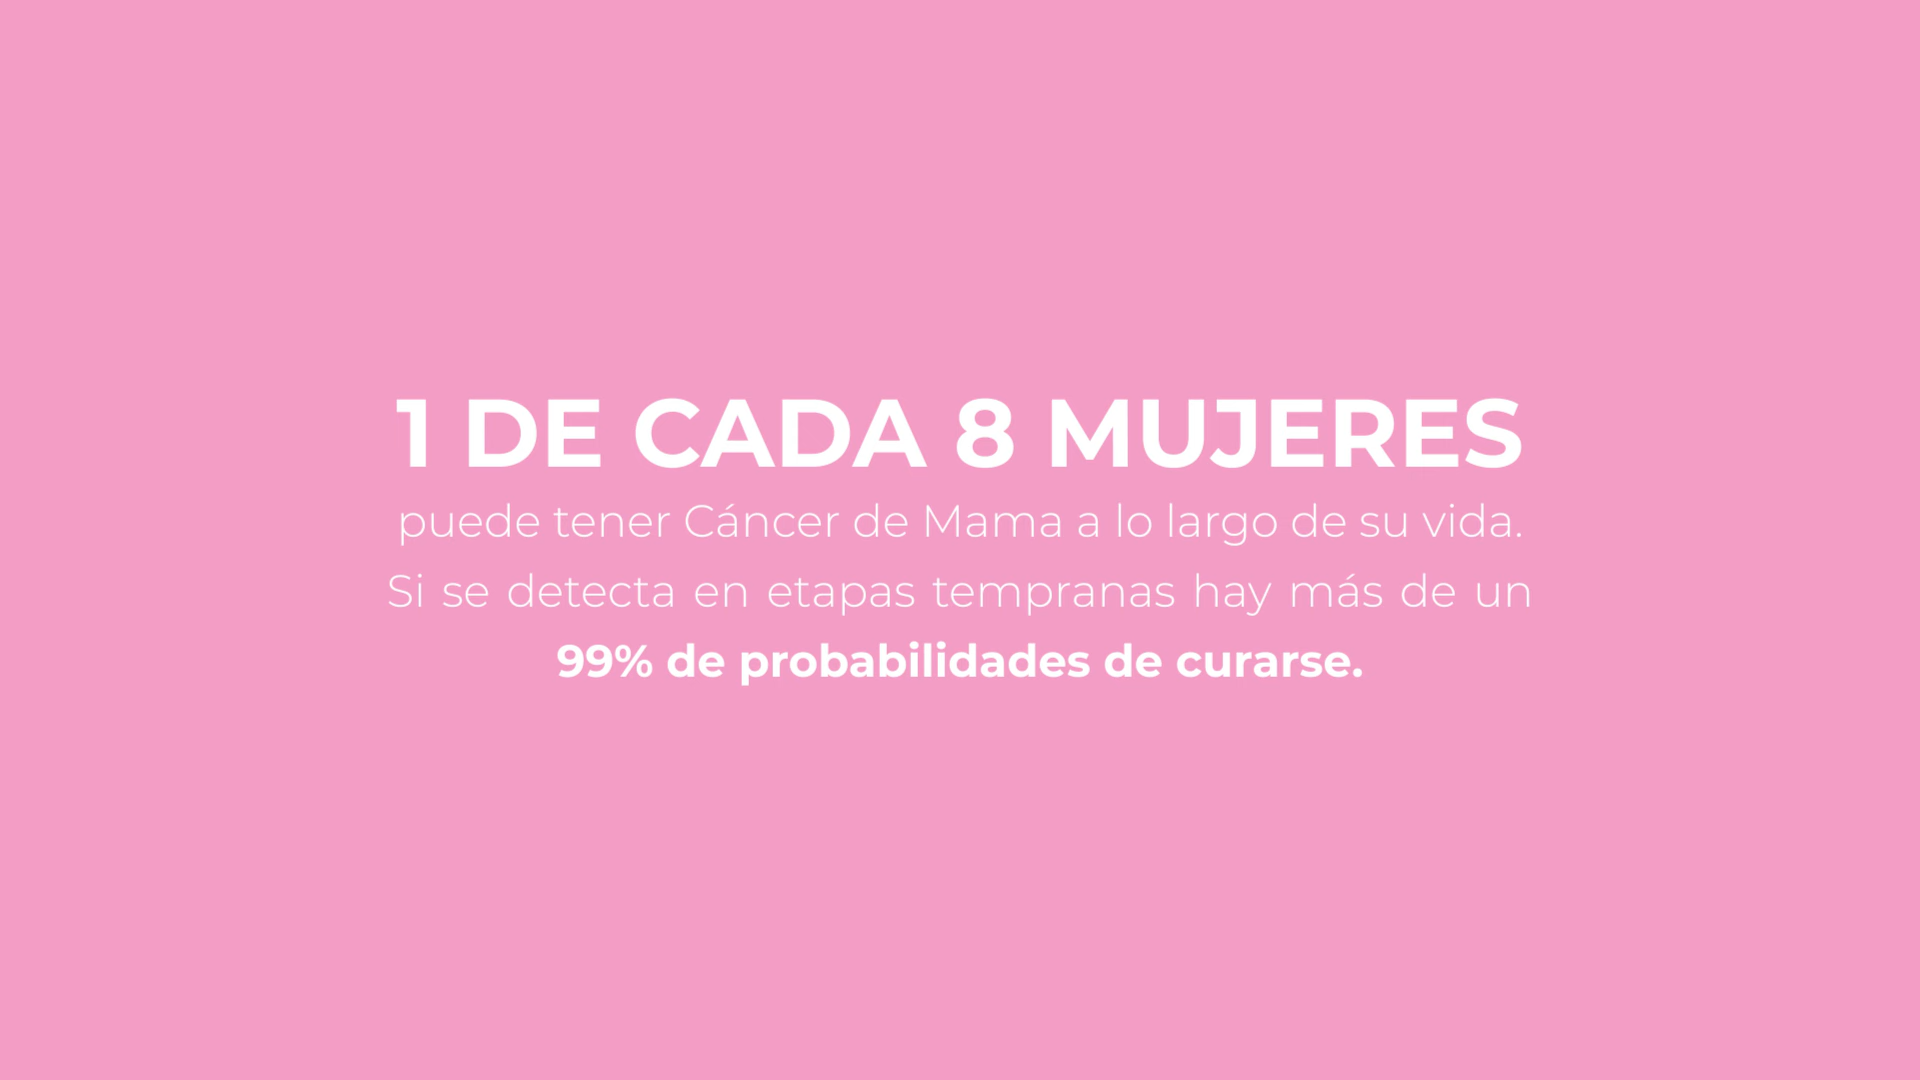 1 DE CADA 8 MUJERES
puede tener Cáncer de Mama a lo largo de su vida.
Si se detecta en etapas tempranas hay más de un
99% de probabilidades de curarse.